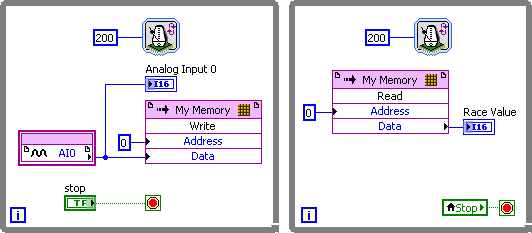 200
Analog Input 0
I16
My Memory
Write
0 Address
AI0
Data
stop
TF
i
200
My Memory
Read
0 Address
Race Value
Data
I16
Stop
i